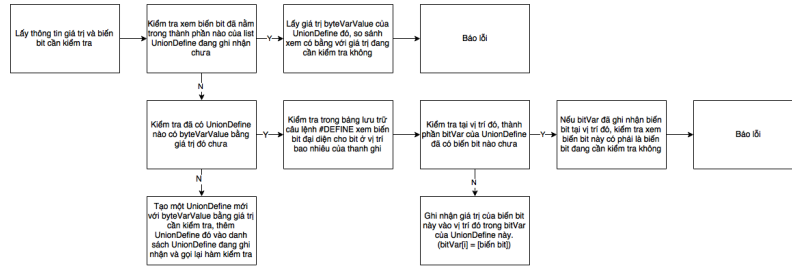 Lấy thông tin giá trị và biến
bit cần kiểm tra
Kiểm tra xem biến bit đã nằm
trong thành phần nào của list
UnionDefine đang ghi nhận
chưa
Y
Lấy giá trị byteVarValue của
UnionDefine đó, so sánh
xem có bằng với giá trị đang
cần kiểm tra không
Báo lỗi
N
Kiểm tra đã có UnionDefine
nào có byteVarValue bằng
giá trị đó chưa
Y
Kiểm tra trong bảng lưu trữ
câu lệnh #DEFINE xem biến
bit đại diện cho bit ở vị trí
bao nhiêu của thanh ghi
Kiểm tra tại vị trí đó, thành
phần bitVar của UnionDefine
đã có biến bit nào chưa
Y
Nếu bitVar đã ghi nhận biến
bit tại vị trí đó, kiểm tra xem
biến bit này có phải là biến
bit đang cần kiểm tra không
Báo lỗi
N
N
Tạo một UnionDefine mới
với byteVarValue bằng giá trị
cần kiểm tra, thêm
UnionDefine đó vào danh
sách UnionDefine đang ghi
nhận và gọi lại hàm kiểm tra
Ghi nhận giá trị của biến bit
này vào vị trí đó trong bitVar
của UnionDefine này.
(bitVar[i] = [biến bit])